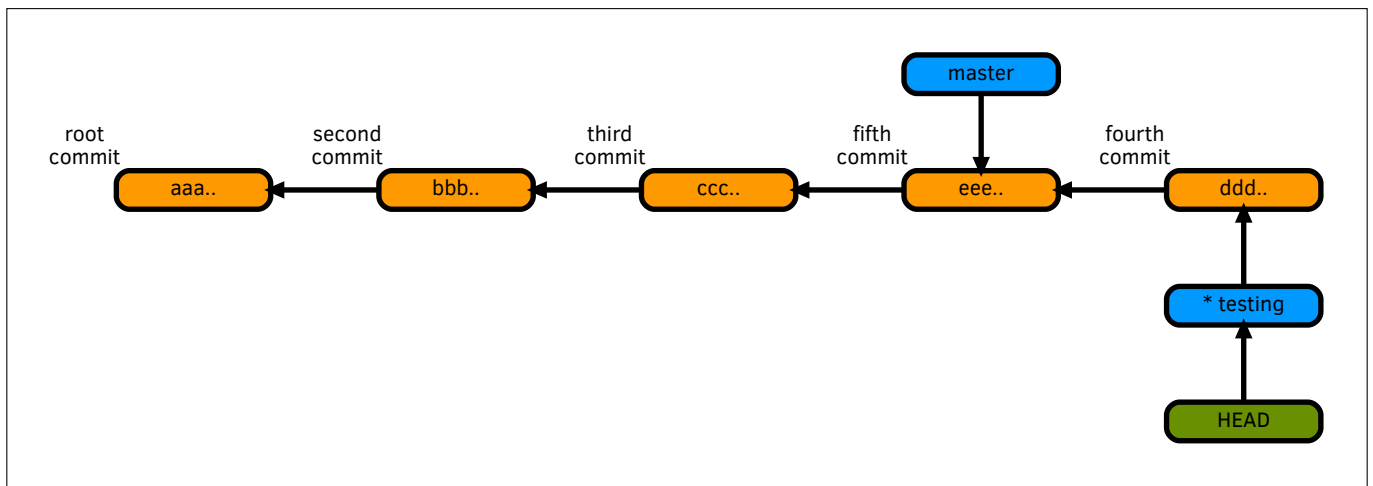 master
root
commit
second
commit
third
commit
fifth
commit
fourth
commit
aaa..
bbb..
ccc..
eee..
ddd..
* testing
HEAD